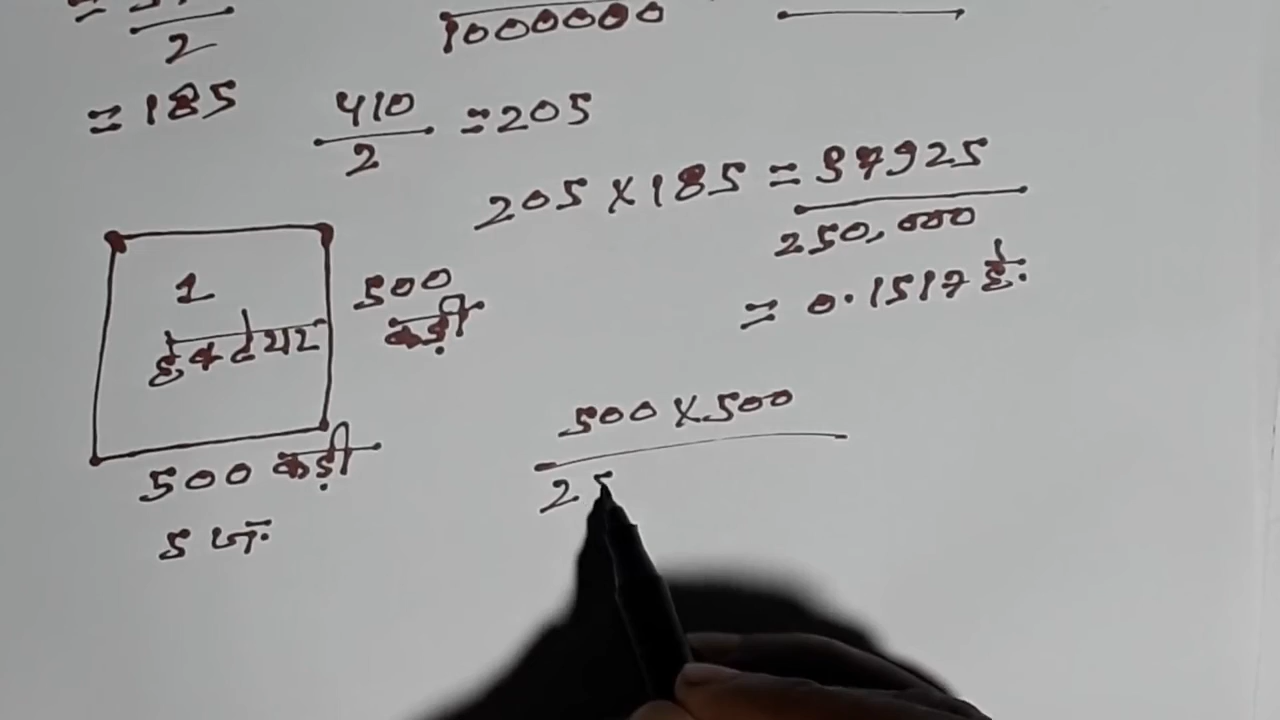 2
1000000
= 185
410
2
= 205
205 × 185 = 37925
250,000
= 0.1517 हे.
1
हेक्टेयर
500
कड़ी
500 कड़ी
5 ज.
500 × 500
25